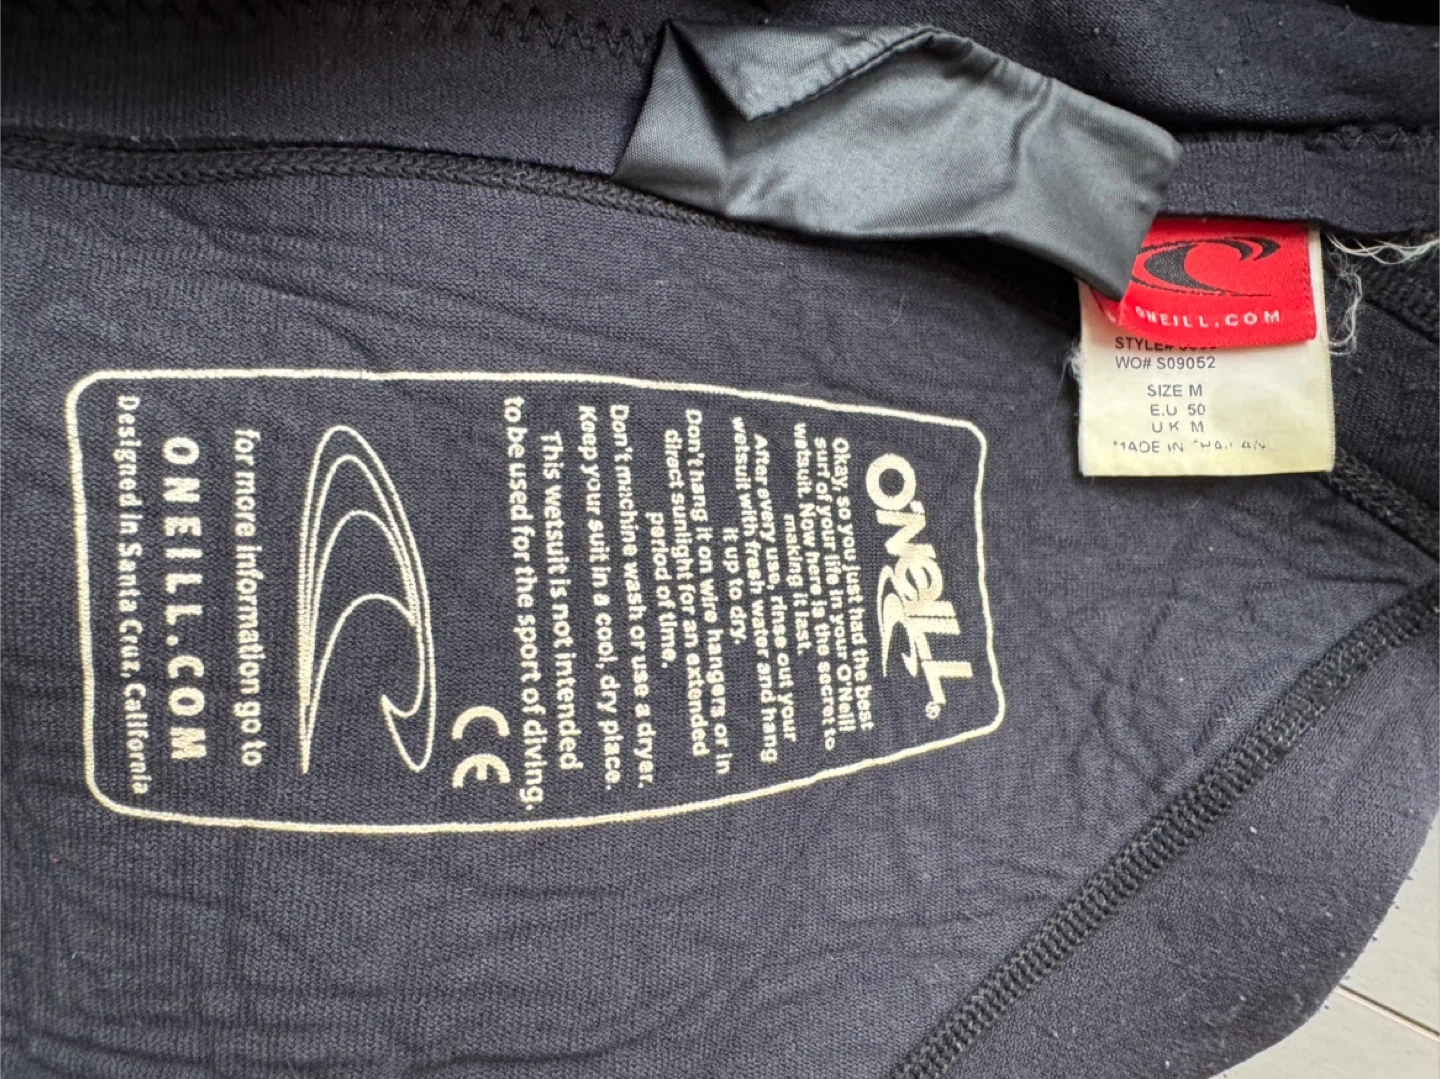 O'NEILL®
Okay, so you just had the best
surf of your life in your O'Neill
wetsuit. Now here is the secret to
making it last.
After every use, rinse out your
wetsuit with fresh water and hang
it up to dry.
Don't hang it on wire hangers or in
direct sunlight for an extended
period of time.
Don't machine wash or use a dryer.
Keep your suit in a cool, dry place.
This wetsuit is not intended
to be used for the sport of diving.
CE
for more information go to
ONEILL.COM
Designed in Santa Cruz, California
ONEILL.COM
STYLE#
WO# S09052
SIZE M
E.U 50
UK M
MADE IN THAILAND